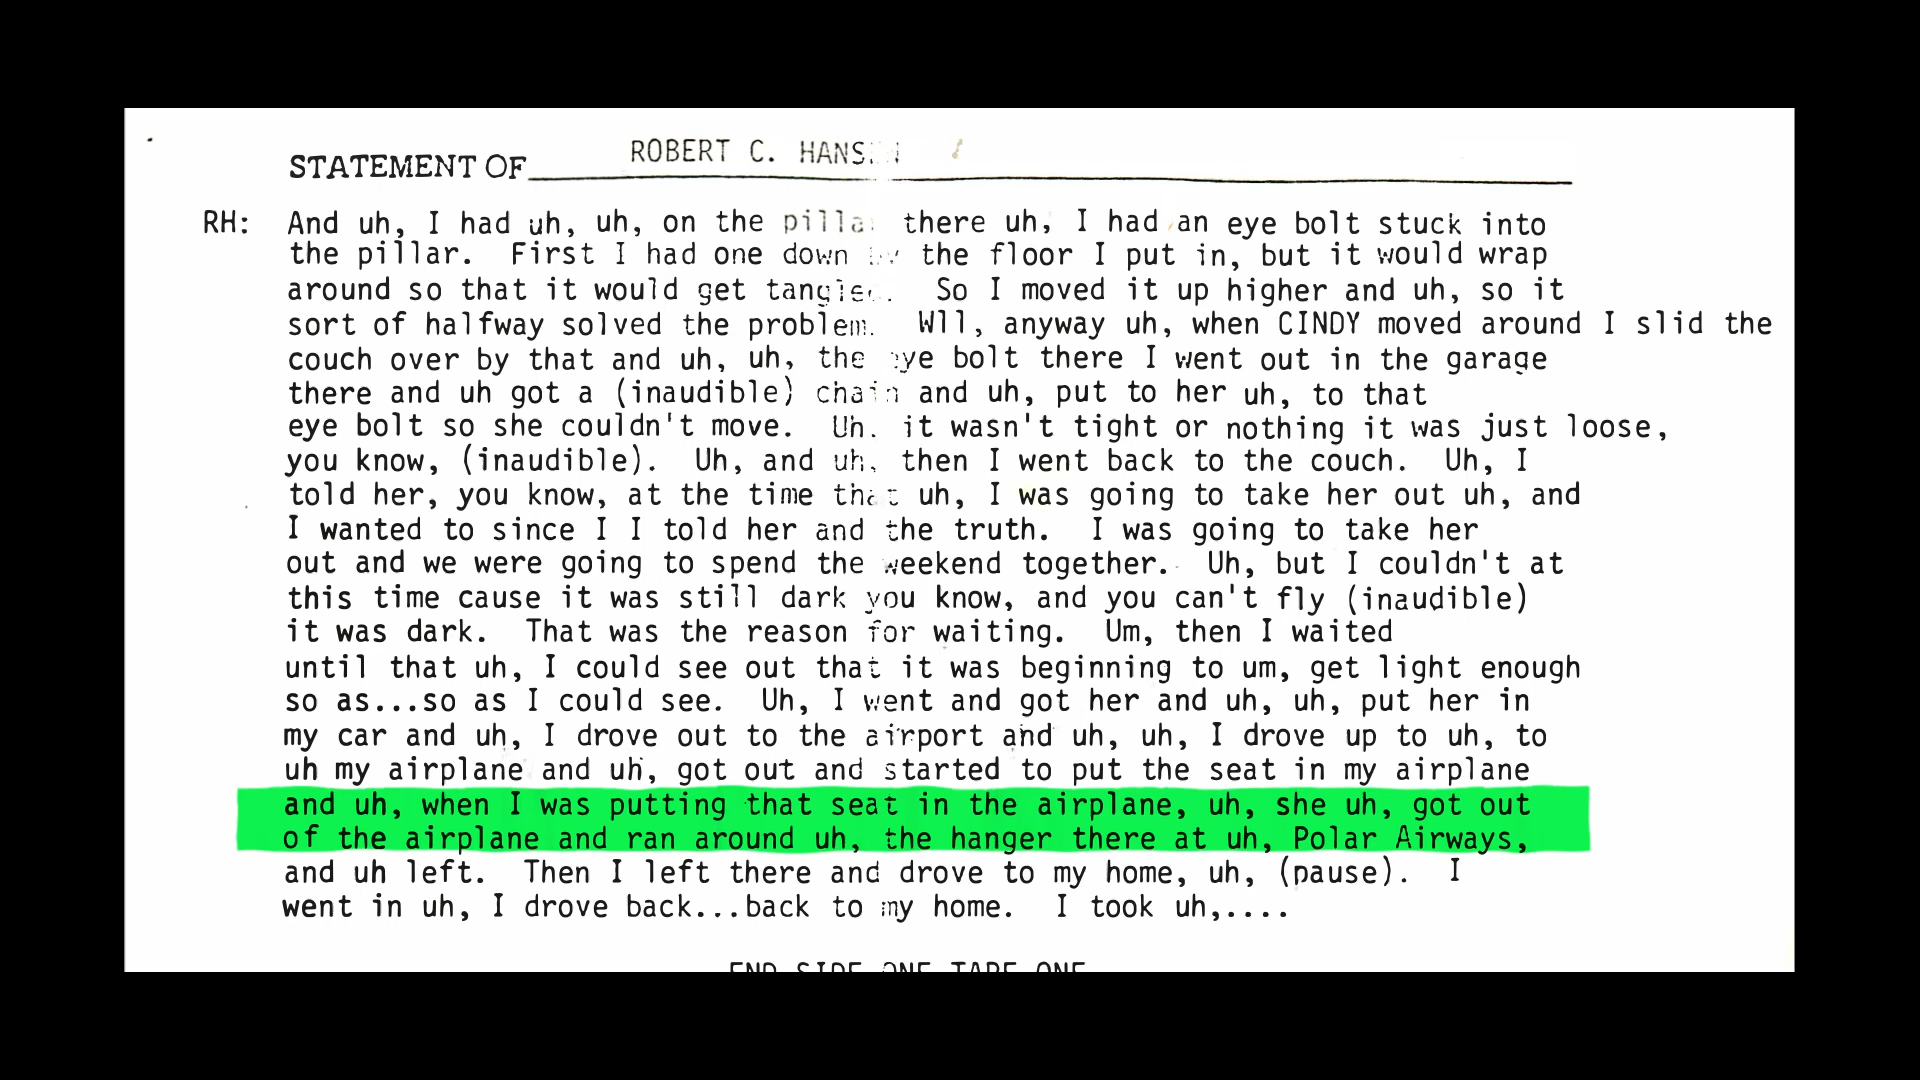 STATEMENT OF ROBERT C. HANSEN
RH: And uh, I had uh, uh, on the pillar there uh, I had an eye bolt stuck into
the pillar. First I had one down by the floor I put in, but it would wrap
around so that it would get tangled. So I moved it up higher and uh, so it
sort of halfway solved the problem. Wll, anyway uh, when CINDY moved around I slid the
couch over by that and uh, uh, the eye bolt there I went out in the garage
there and uh got a (inaudible) chain and uh, put to her uh, to that
eye bolt so she couldn't move. Uh. it wasn't tight or nothing it was just loose,
you know, (inaudible). Uh, and uh, then I went back to the couch. Uh, I
told her, you know, at the time that uh, I was going to take her out uh, and
I wanted to since I I told her and the truth. I was going to take her
out and we were going to spend the weekend together. Uh, but I couldn't at
this time cause it was still dark you know, and you can't fly (inaudible)
it was dark. That was the reason for waiting. Um, then I waited
until that uh, I could see out that it was beginning to um, get light enough
so as...so as I could see. Uh, I went and got her and uh, uh, put her in
my car and uh, I drove out to the airport and uh, uh, I drove up to uh, to
uh my airplane and uh, got out and started to put the seat in my airplane
and uh, when I was putting that seat in the airplane, uh, she uh, got out
of the airplane and ran around uh, the hanger there at uh, Polar Airways,
and uh left. Then I left there and drove to my home, uh, (pause). I
went in uh, I drove back...back to my home. I took uh,....
END SIDE ONE TAPE ONE